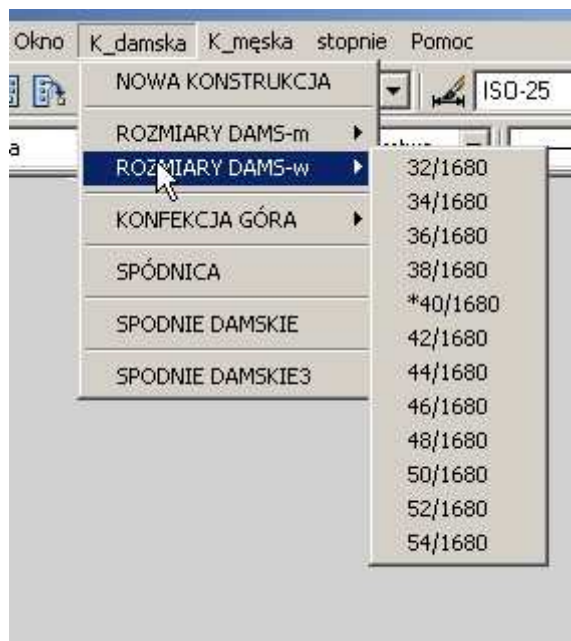 Okno K_damska K_męska stopnie Pomoc
ISO-25
a
NOWA KONSTRUKCJA
ROZMIARY DAMS-m
ROZMIARY DAMS-w
KONFEKCJA GÓRA
SPÓDNICA
SPODNIE DAMSKIE
SPODNIE DAMSKIE3
32/1680
34/1680
36/1680
38/1680
*40/1680
42/1680
44/1680
46/1680
48/1680
50/1680
52/1680
54/1680